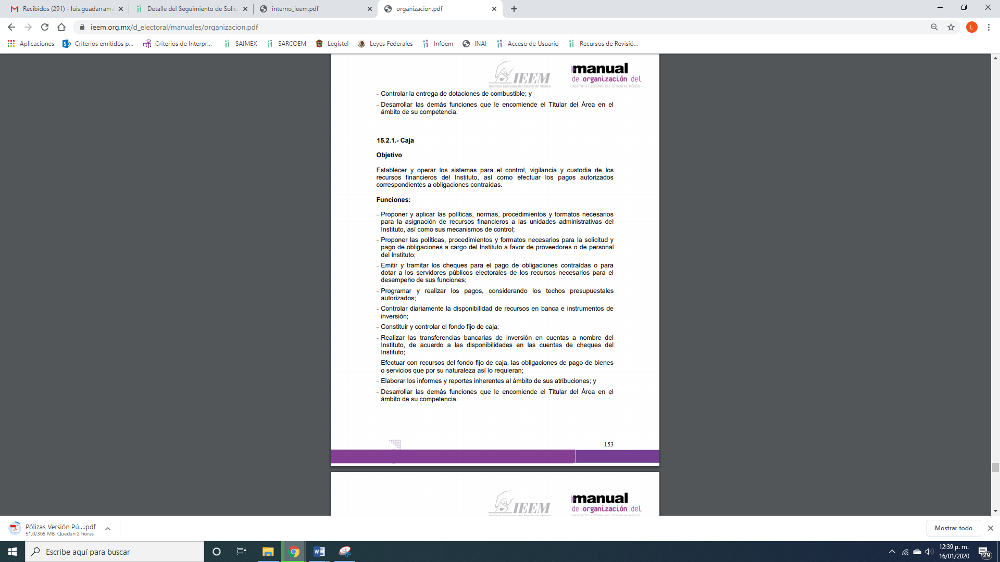 Recibidos (291) - luis.guadarrama
Detalle del Seguimiento de Solici
interno_ieem.pdf
organizacion.pdf
ieem.org.mx/d_electoral/manuales/organizacion.pdf
L
Aplicaciones
Criterios emitidos p...
Criterios de Interpr...
SAIMEX
SARCOEM
Legistel
Leyes Federales
Infoem
INAI
Acceso de Usuario
Recursos de Revisió...
IEEM
Instituto Electoral del Estado de México
manual
de organización del
INSTITUTO ELECTORAL DEL ESTADO DE MÉXICO
- Controlar la entrega de dotaciones de combustible; y
- Desarrollar las demás funciones que le encomiende el Titular del Área en el
ámbito de su competencia.
15.2.1.- Caja
Objetivo
Establecer y operar los sistemas para el control, vigilancia y custodia de los
recursos financieros del Instituto, así como efectuar los pagos autorizados
correspondientes a obligaciones contraídas.
Funciones:
- Proponer y aplicar las políticas, normas, procedimientos y formatos necesarios
para la asignación de recursos financieros a las unidades administrativas del
Instituto, así como sus mecanismos de control;
- Proponer las políticas, procedimientos y formatos necesarios para la solicitud y
pago de obligaciones a cargo del Instituto a favor de proveedores o de personal
del Instituto;
- Emitir y tramitar los cheques para el pago de obligaciones contraídas o para
dotar a los servidores públicos electorales de los recursos necesarios para el
desempeño de sus funciones;
- Programar y realizar los pagos, considerando los techos presupuestales
autorizados;
- Controlar diariamente la disponibilidad de recursos en banca e instrumentos de
inversión;
- Constituir y controlar el fondo fijo de caja;
- Realizar las transferencias bancarias de inversión en cuentas a nombre del
Instituto, de acuerdo a las disponibilidades en las cuentas de cheques del
Instituto;
Efectuar con recursos del fondo fijo de caja, las obligaciones de pago de bienes
o servicios que por su naturaleza así lo requieran;
- Elaborar los informes y reportes inherentes al ámbito de sus atribuciones; y
- Desarrollar las demás funciones que le encomiende el Titular del Área en el
ámbito de su competencia.
153
IEEM
manual
de organización del
Pólizas Versión Pú....pdf
51,0/365 MB, Quedan 2 horas
Mostrar todo
Escribe aquí para buscar
12:39 p. m.
16/01/2020
29